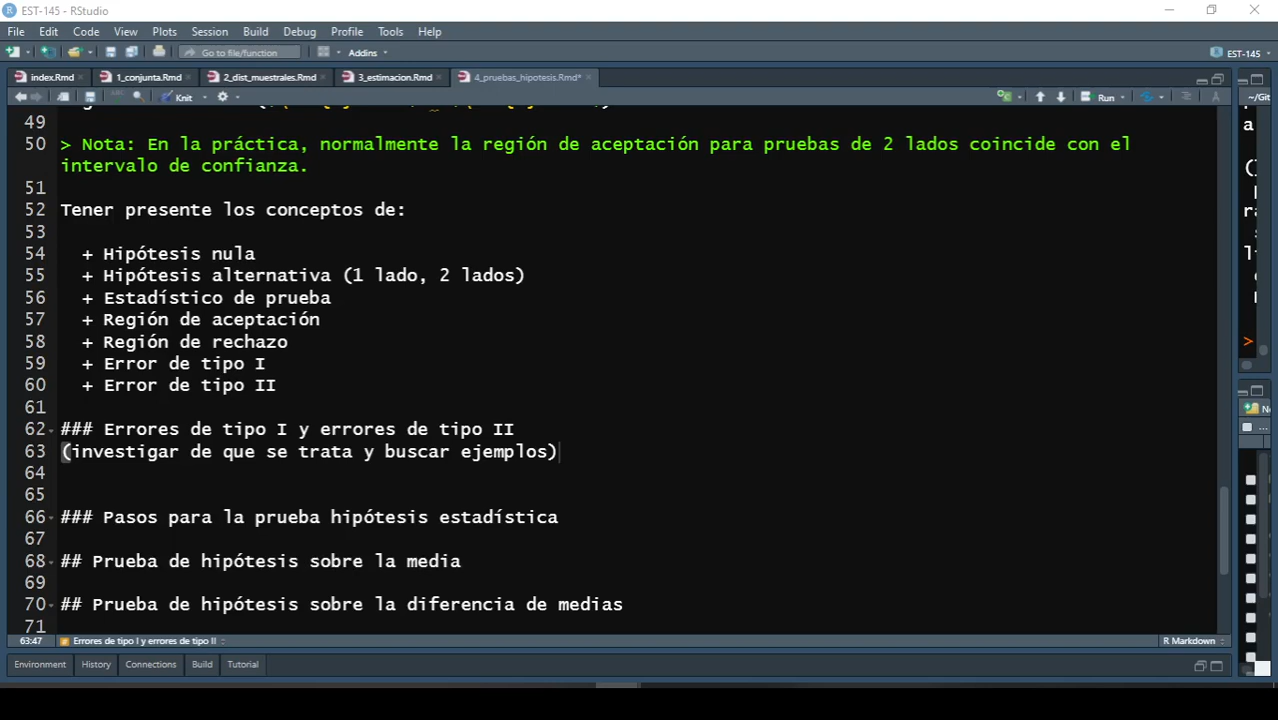 EST-145 - RStudio
File Edit Code View Plots Session Build Debug Profile Tools Help
Go to file/function Addins EST-145
index.Rmd 1_conjunta.Rmd 2_dist_muestrales.Rmd 3_estimacion.Rmd 4_pruebas_hipotesis.Rmd*
Knit Run ~/Git
49
50 > Nota: En la práctica, normalmente la región de aceptación para pruebas de 2 lados coincide con el
intervalo de confianza.
51
52 Tener presente los conceptos de:
53
54 + Hipótesis nula
55 + Hipótesis alternativa (1 lado, 2 lados)
56 + Estadístico de prueba
57 + Región de aceptación
58 + Región de rechazo
59 + Error de tipo I
60 + Error de tipo II
61
62 ### Errores de tipo I y errores de tipo II
63 (investigar de que se trata y buscar ejemplos)
64
65
66 ### Pasos para la prueba hipótesis estadística
67
68 ## Prueba de hipótesis sobre la media
69
70 ## Prueba de hipótesis sobre la diferencia de medias
71
63:47 Errores de tipo I y errores de tipo II R Markdown
Environment History Connections Build Tutorial